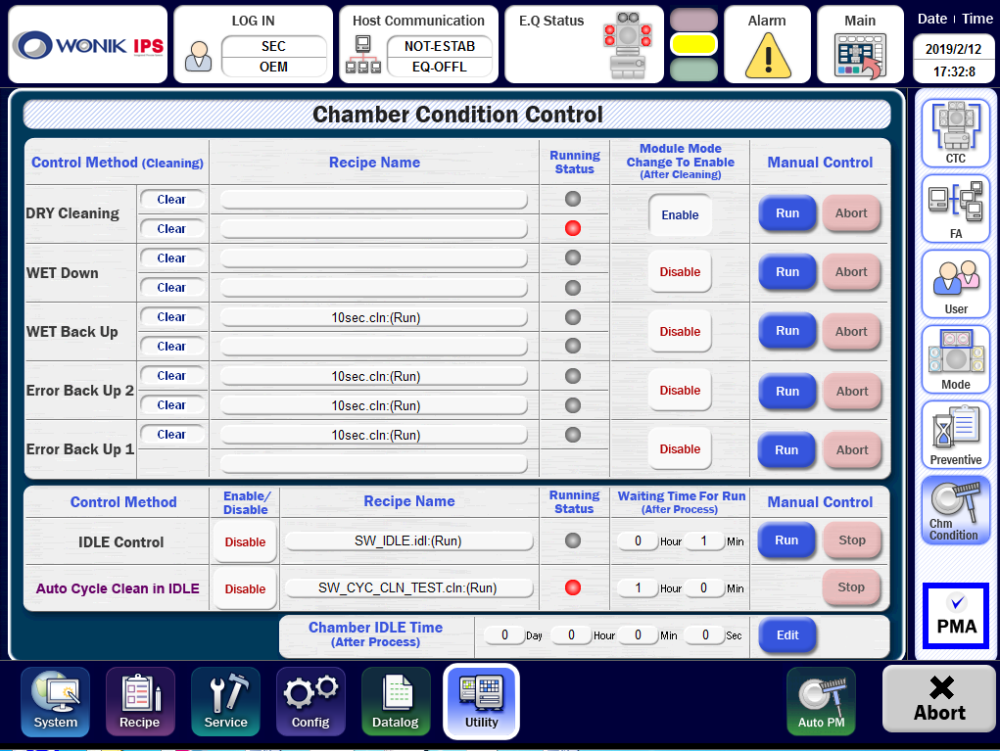 WONIK IPS
LOG IN
SEC
OEM
Host Communication
NOT-ESTAB
EQ-OFFL
E.Q Status
Alarm
Main
Date | Time
2019/2/12
17:32:8
Chamber Condition Control
Control Method (Cleaning)
Recipe Name
Running Status
Module Mode Change To Enable (After Cleaning)
Manual Control
DRY Cleaning
Clear
Clear
Enable
Run
Abort
WET Down
Clear
Clear
Disable
Run
Abort
WET Back Up
Clear
10sec.cln:(Run)
Clear
Disable
Run
Abort
Error Back Up 2
Clear
10sec.cln:(Run)
Clear
10sec.cln:(Run)
Disable
Run
Abort
Error Back Up 1
Clear
10sec.cln:(Run)
Disable
Run
Abort
Control Method
Enable/ Disable
Recipe Name
Running Status
Waiting Time For Run (After Process)
Manual Control
IDLE Control
Disable
SW_IDLE.idl:(Run)
0 Hour 1 Min
Run
Stop
Auto Cycle Clean in IDLE
Disable
SW_CYC_CLN_TEST.cln:(Run)
1 Hour 0 Min
Stop
Chamber IDLE Time
(After Process)
0 Day 0 Hour 0 Min 0 Sec
Edit
CTC
FA
User
Mode
Preventive
Chm
Condition
PMA
System
Recipe
Service
Config
Datalog
Utility
Auto PM
Abort